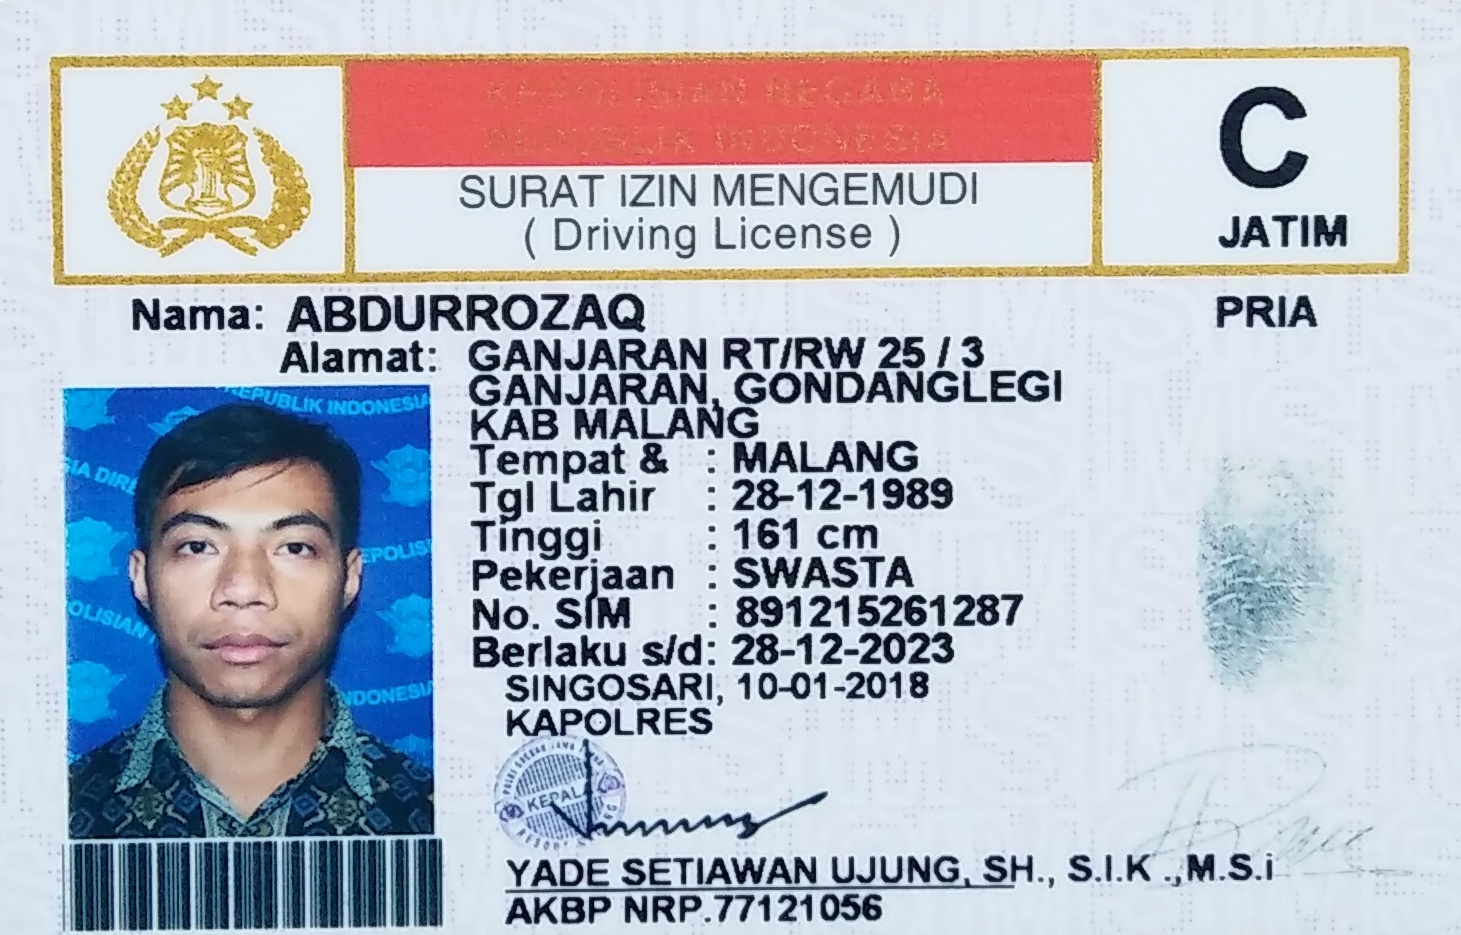 KEPOLISIAN NEGARA
REPUBLIK INDONESIA
SURAT IZIN MENGEMUDI
( Driving License )
C
JATIM
Nama: ABDURROZAQ
PRIA
Alamat: GANJARAN RT/RW 25 / 3
GANJARAN, GONDANGLEGI
KAB MALANG
Tempat & : MALANG
Tgl Lahir : 28-12-1989
Tinggi : 161 cm
Pekerjaan : SWASTA
No. SIM : 891215261287
Berlaku s/d: 28-12-2023
SINGOSARI, 10-01-2018
KAPOLRES
KEPALA
YADE SETIAWAN UJUNG, SH., S.I.K .,M.S.i
AKBP NRP.77121056
REPUBLIK INDONESIA